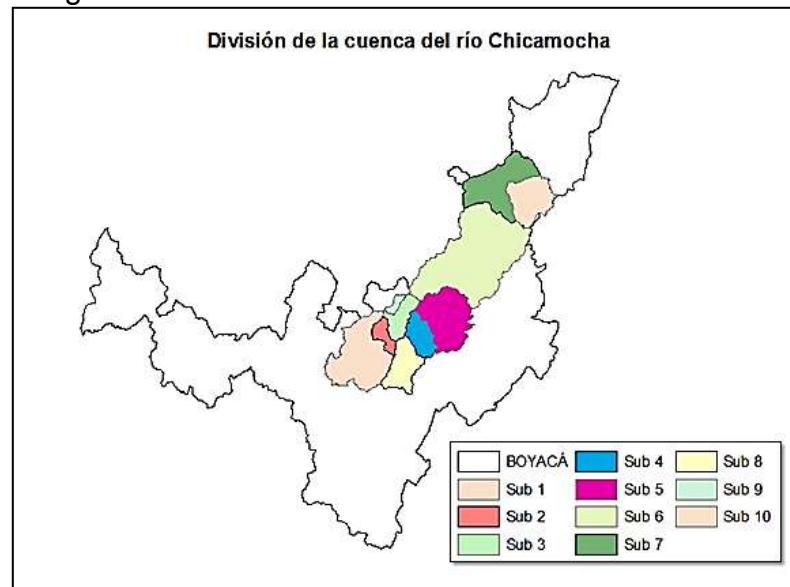 División de la cuenca del río Chicamocha
BOYACÁ
Sub 1
Sub 2
Sub 3
Sub 4
Sub 5
Sub 6
Sub 7
Sub 8
Sub 9
Sub 10